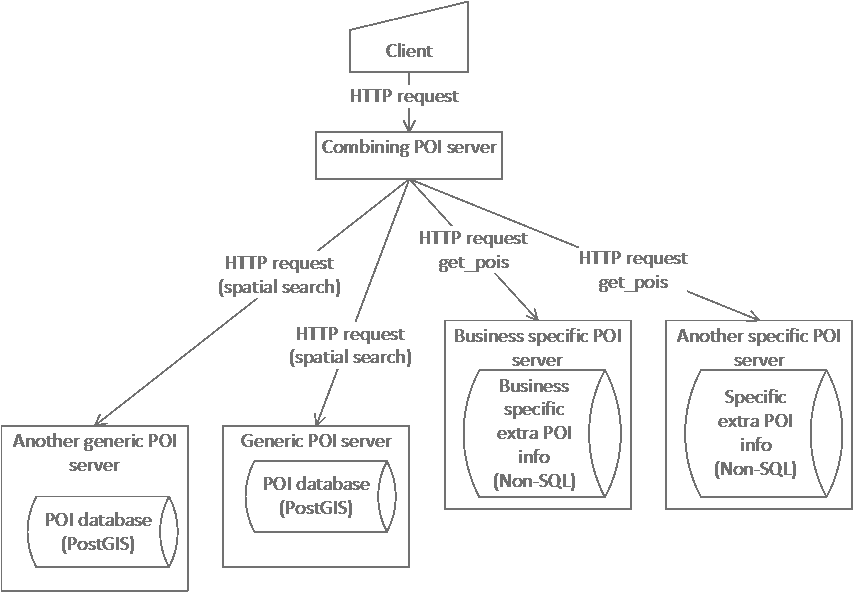 Client
HTTP request
Combining POI server
HTTP request
(spatial search)
HTTP request
(spatial search)
HTTP request
get_pois
HTTP request
get_pois
Another generic POI
server
POI database
(PostGIS)
Generic POI server
POI database
(PostGIS)
Business specific POI
server
Business
specific
extra POI
info
(Non-SQL)
Another specific POI
server
Specific
extra POI
info
(Non-SQL)